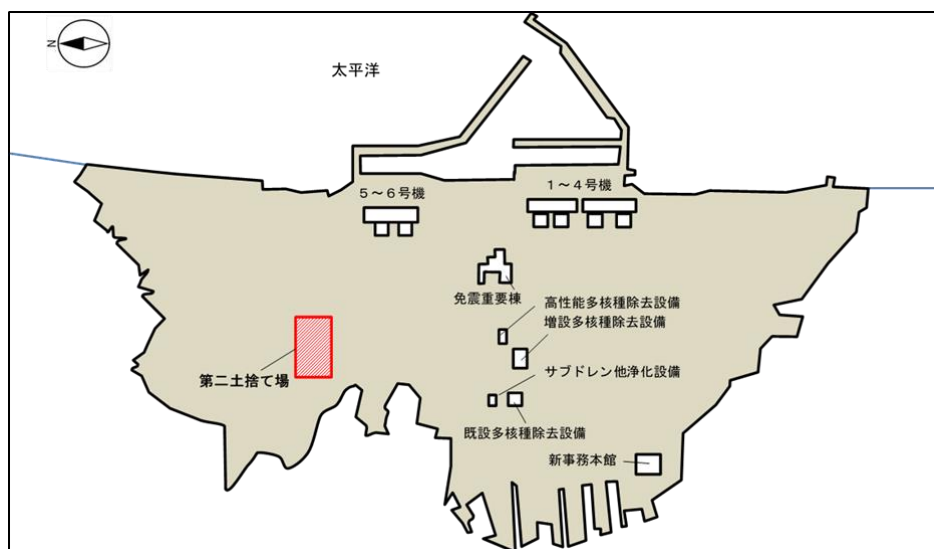 N
太平洋
5～6号機
1～4号機
免震重要棟
高性能多核種除去設備
増設多核種除去設備
サブドレン他浄化設備
第二土捨て場
既設多核種除去設備
新事務本館